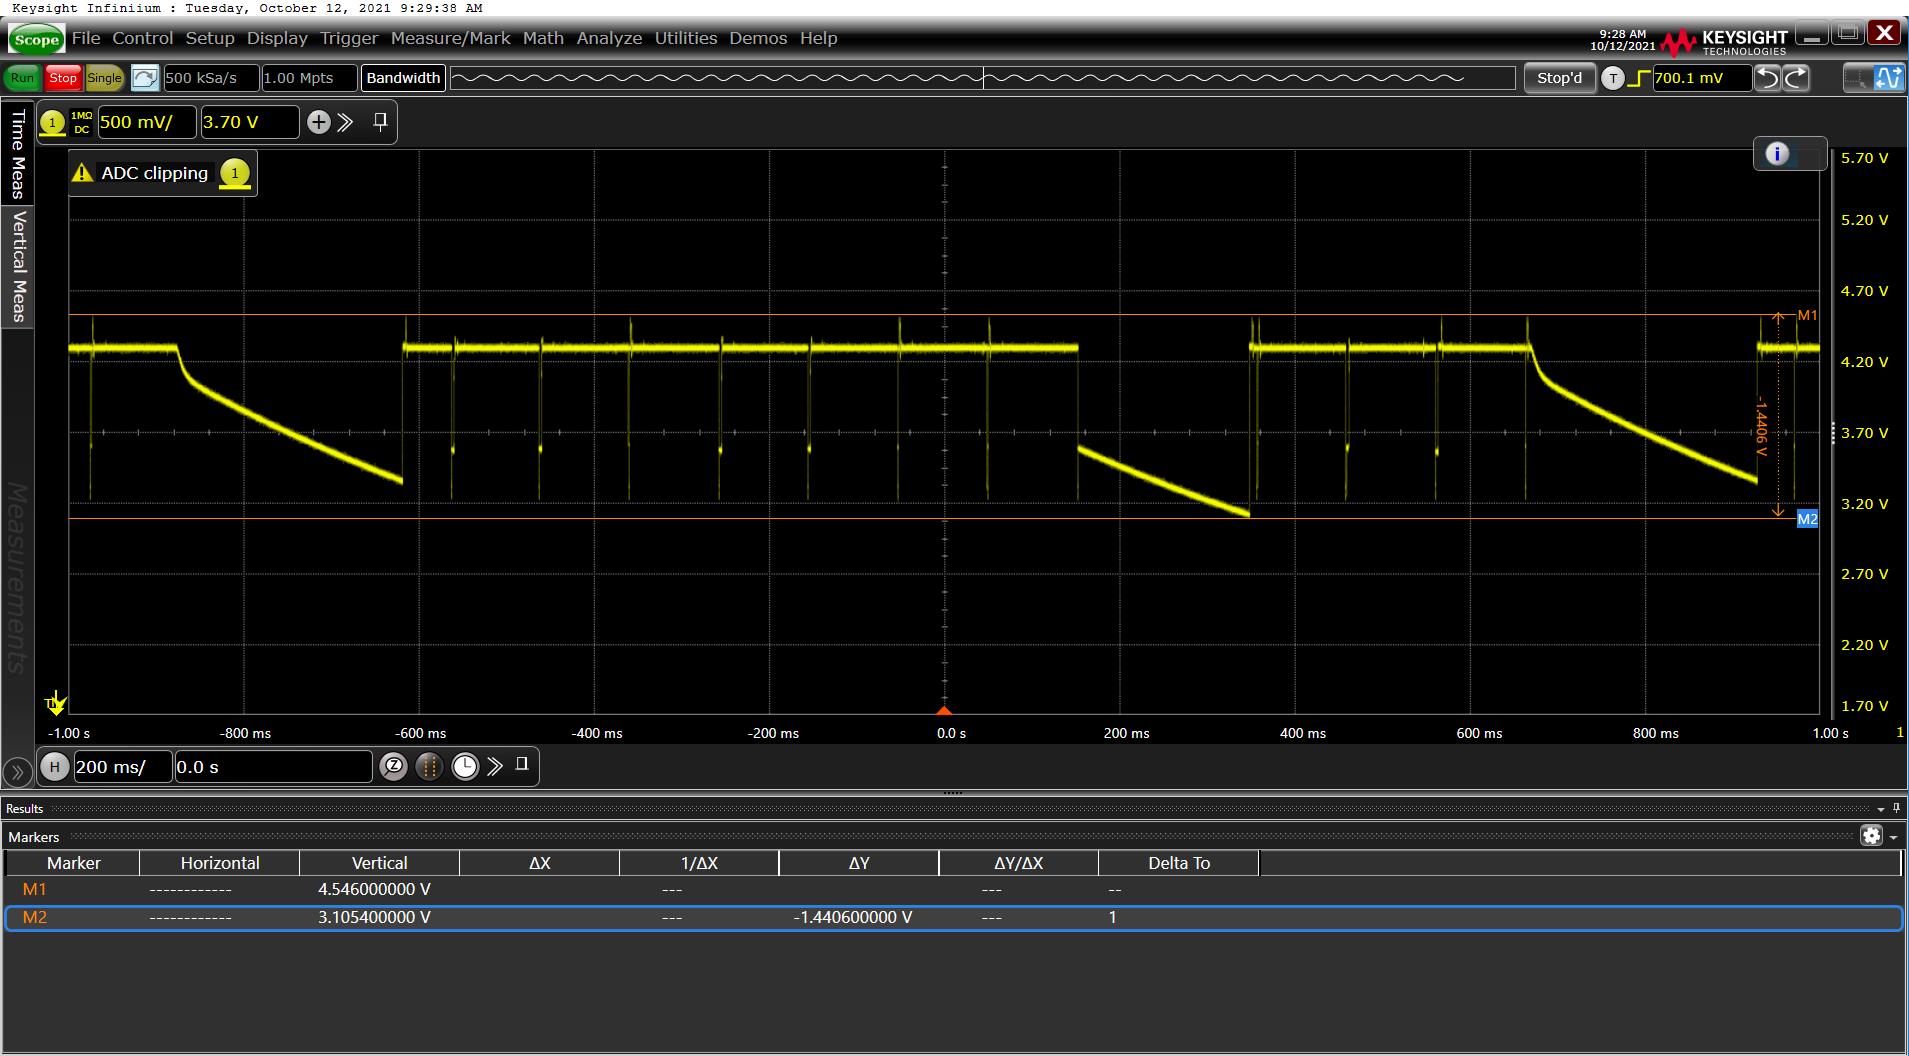 Keysight Infiniium : Tuesday, October 12, 2021 9:29:38 AM
Scope File Control Setup Display Trigger Measure/Mark Math Analyze Utilities Demos Help
9:28 AM
10/12/2021
KEYSIGHT
TECHNOLOGIES
Run Stop Single 500 kSa/s 1.00 Mpts Bandwidth Stop'd T 700.1 mV
1 1MΩ DC 500 mV/ 3.70 V
Time Meas
Vertical Meas
Measurements
ADC clipping 1
i
5.70 V
5.20 V
4.70 V
M1
4.20 V
-1.4406 V
3.70 V
3.20 V
M2
2.70 V
2.20 V
1.70 V
-1.00 s -800 ms -600 ms -400 ms -200 ms 0.0 s 200 ms 400 ms 600 ms 800 ms 1.00 s 1
H 200 ms/ 0.0 s
Results
Markers
Marker Horizontal Vertical ΔX 1/ΔX ΔY ΔY/ΔX Delta To
M1 ------------ 4.546000000 V --- --- --
M2 ------------ 3.105400000 V --- -1.440600000 V --- 1